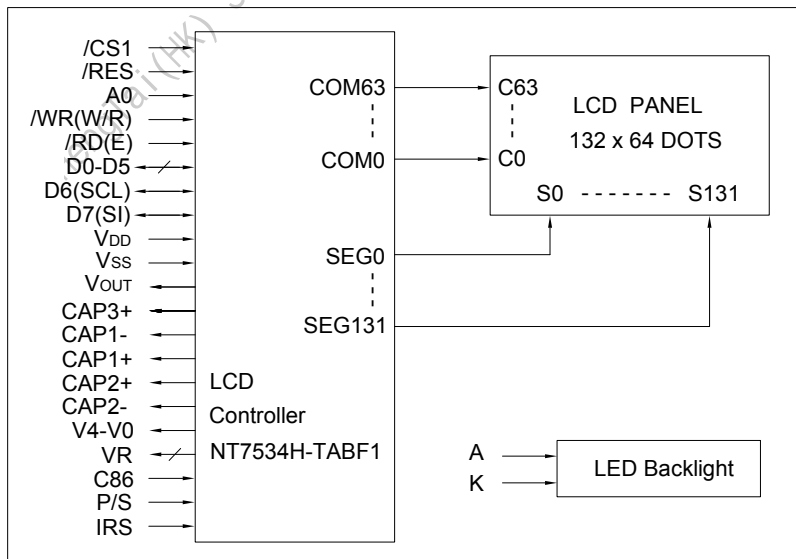 /CS1
/RES
A0
/WR(W/R)
/RD(E)
D0-D5
D6(SCL)
D7(SI)
VDD
VSS
VOUT
CAP3+
CAP1-
CAP1+
CAP2+
CAP2-
V4-V0
VR
C86
P/S
IRS
COM63
COM0
SEG0
SEG131
LCD
Controller
NT7534H-TABF1
C63
C0
LCD PANEL
132 x 64 DOTS
S0 S131
A
K
LED Backlight